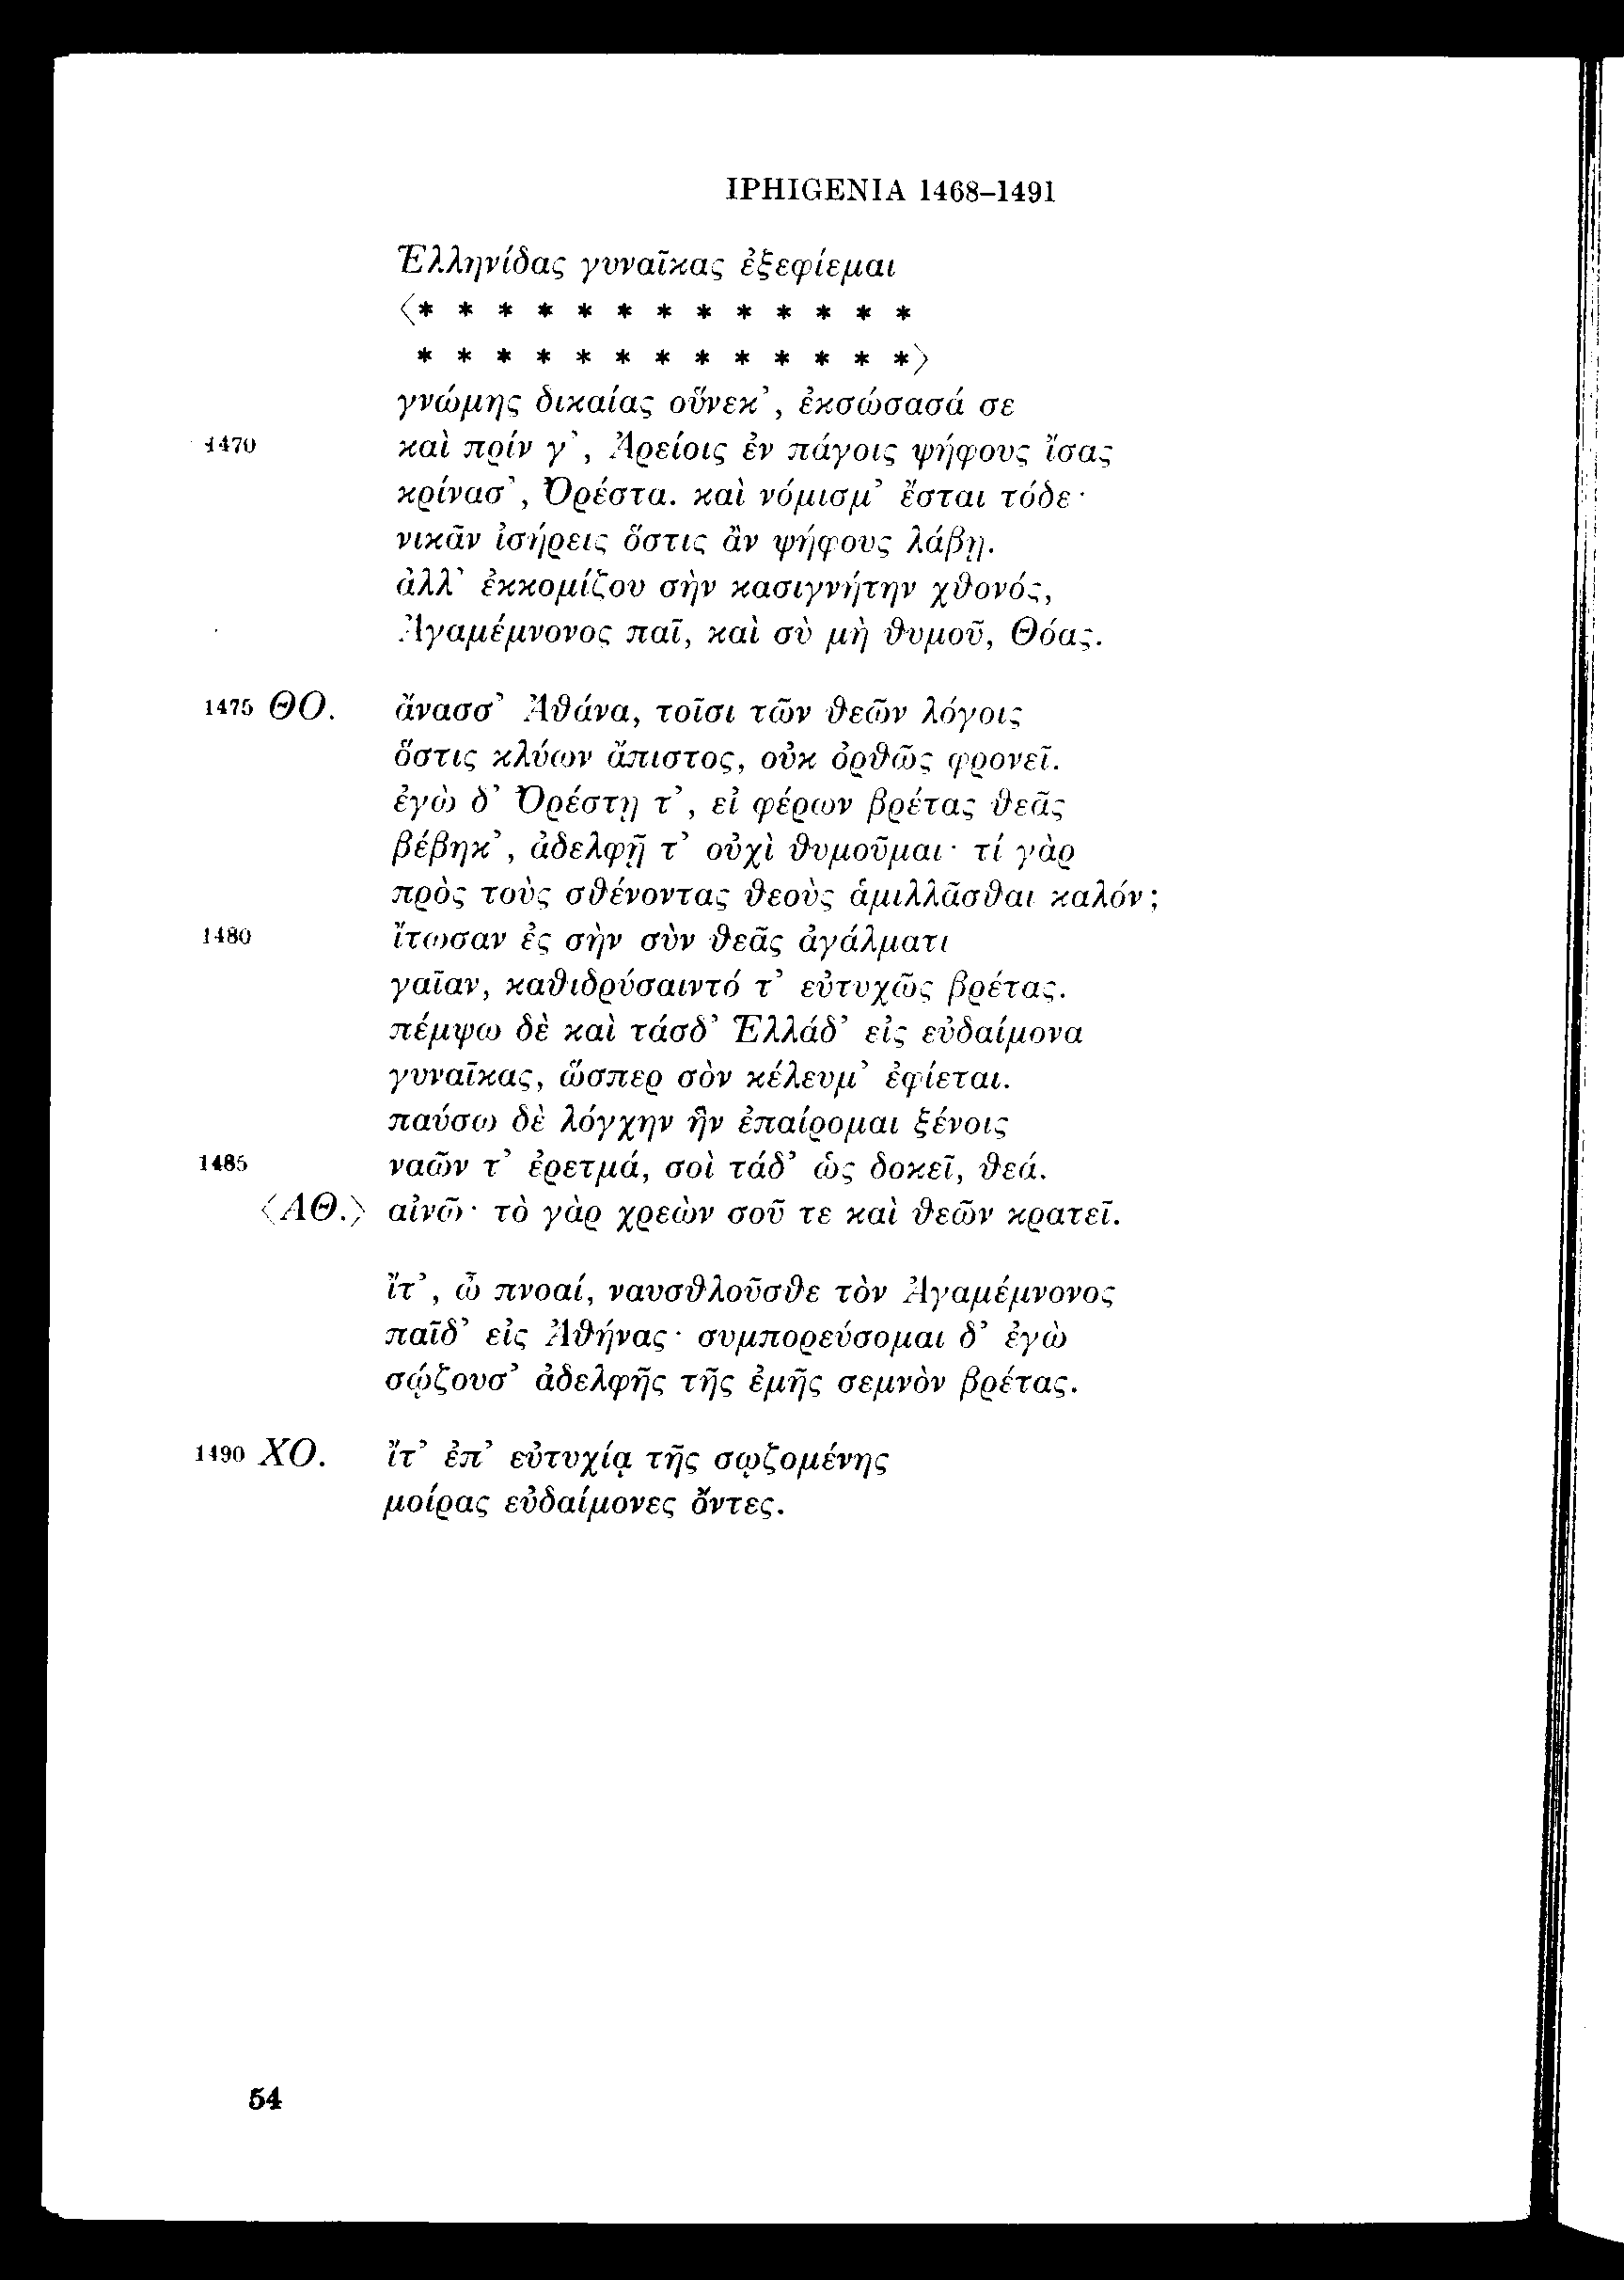 IPHIGENIA 1468–1491
Ἑλληνίδας γυναῖκας ἐξεφίεμαι
⟨* * * * * * * * * * * * *
* * * * * * * * * * * * *⟩
γνώμης δικαίας οὕνεκ’, ἐκσώσασά σε
1470 καὶ πρίν γ’, Ἀρείοις ἐν πάγοις ψήφους ἴσας
κρίνασ’, Ὀρέστα. καὶ νόμισμ’ ἔσται τόδε·
νικᾶν ἰσήρεις ὅστις ἂν ψήφους λάβῃ.
ἀλλ’ ἐκκομίζου σὴν κασιγνήτην χθονός,
Ἀγαμέμνονος παῖ, καὶ σὺ μὴ θυμοῦ, Θόας.
1475 ΘΟ. ἄνασσ’ Ἀθάνα, τοῖσι τῶν θεῶν λόγοις
ὅστις κλύων ἄπιστος, οὐκ ὀρθῶς φρονεῖ.
ἐγὼ δ’ Ὀρέστῃ τ’, εἰ φέρων βρέτας θεᾶς
βέβηκ’, ἀδελφῇ τ’ οὐχὶ θυμοῦμαι· τί γὰρ
πρὸς τοὺς σθένοντας θεοὺς ἁμιλλᾶσθαι καλόν;
1480 ἴτωσαν ἐς σὴν σὺν θεᾶς ἀγάλματι
γαῖαν, καθιδρύσαιντό τ’ εὐτυχῶς βρέτας.
πέμψω δὲ καὶ τάσδ’ Ἑλλάδ’ εἰς εὐδαίμονα
γυναῖκας, ὥσπερ σὸν κέλευμ’ ἐφίεται.
παύσω δὲ λόγχην ἣν ἐπαίρομαι ξένοις
1485 ναῶν τ’ ἐρετμά, σοὶ τάδ’ ὡς δοκεῖ, θεά.
⟨ΑΘ.⟩ αἰνῶ· τὸ γὰρ χρεὼν σοῦ τε καὶ θεῶν κρατεῖ.
ἴτ’, ὦ πνοαί, ναυσθλοῦσθε τὸν Ἀγαμέμνονος
παῖδ’ εἰς Ἀθήνας· συμπορεύσομαι δ’ ἐγὼ
σῴζουσ’ ἀδελφῆς τῆς ἐμῆς σεμνὸν βρέτας.
1490 ΧΟ. ἴτ’ ἐπ’ εὐτυχίᾳ τῆς σῳζομένης
μοίρας εὐδαίμονες ὄντες.
54